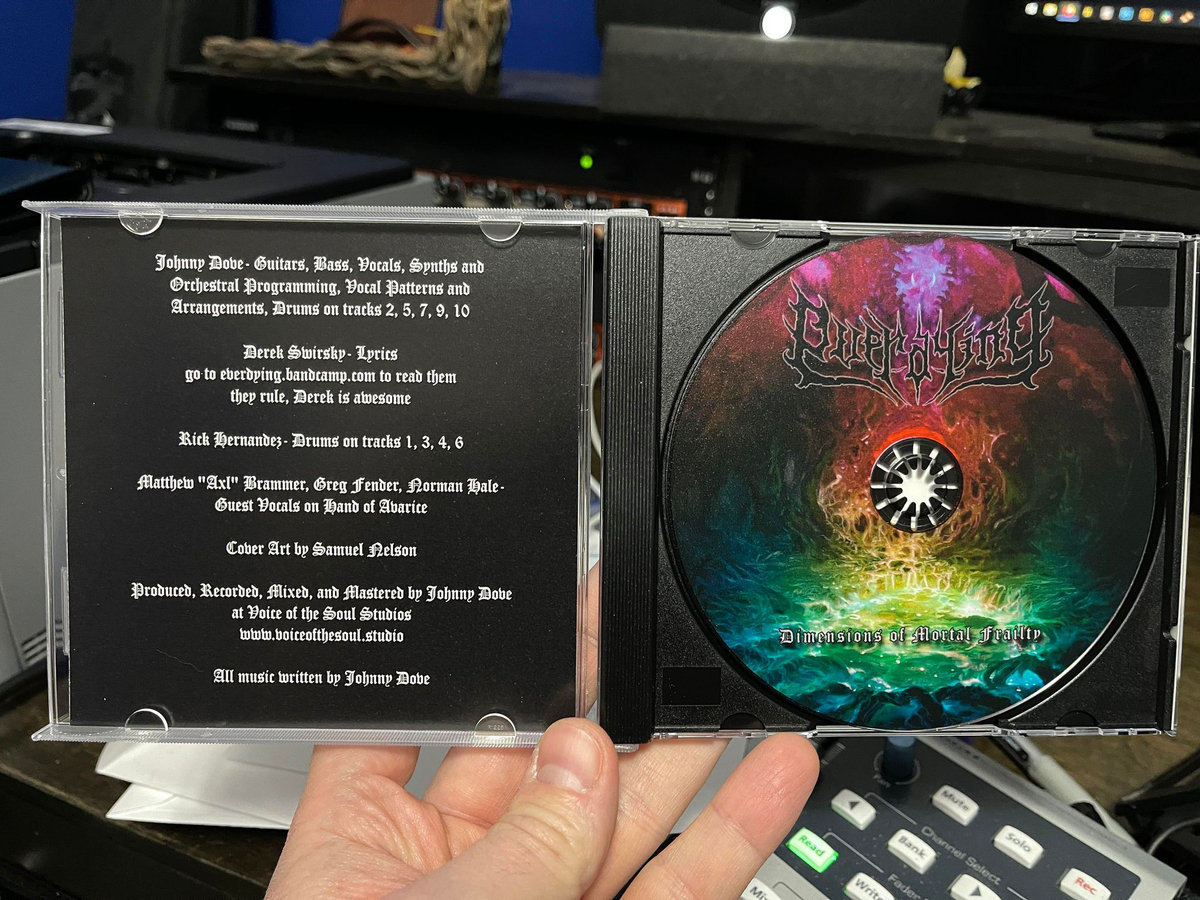 Johnny Dove - Guitars, Bass, Vocals, Synths and
Orchestral Programming, Vocal Patterns and
Arrangements, Drums on tracks 2, 5, 7, 9, 10
Derek Swirsky - Lyrics
go to everdying.bandcamp.com to read them
they rule, Derek is awesome
Rick Hernandez - Drums on tracks 1, 3, 4, 6
Matthew "Axl" Brammer, Greg Fender, Norman Hale -
Guest Vocals on Hand of Avarice
Cover Art by Samuel Nelson
Produced, Recorded, Mixed, and Mastered by Johnny Dove
at Voice of the Soul Studios
www.voiceofthesoul.studio
All music written by Johnny Dove
Everdying
Dimensions of Mortal Frailty
Pan
Mute
Solo
Rec
Channel Select
Read
Bank
Write
Fader